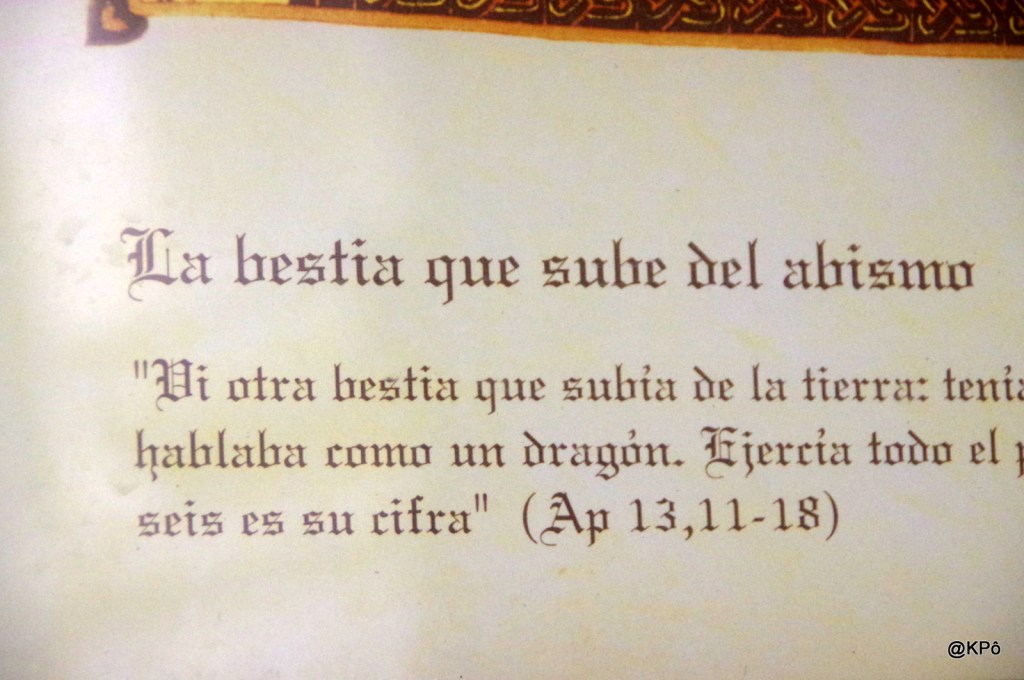 La bestia que sube del abismo
"Vi otra bestia que subía de la tierra: tenía
hablaba como un dragón. Ejercía todo el
seis es su cifra" (Ap 13,11-18)
@KPô